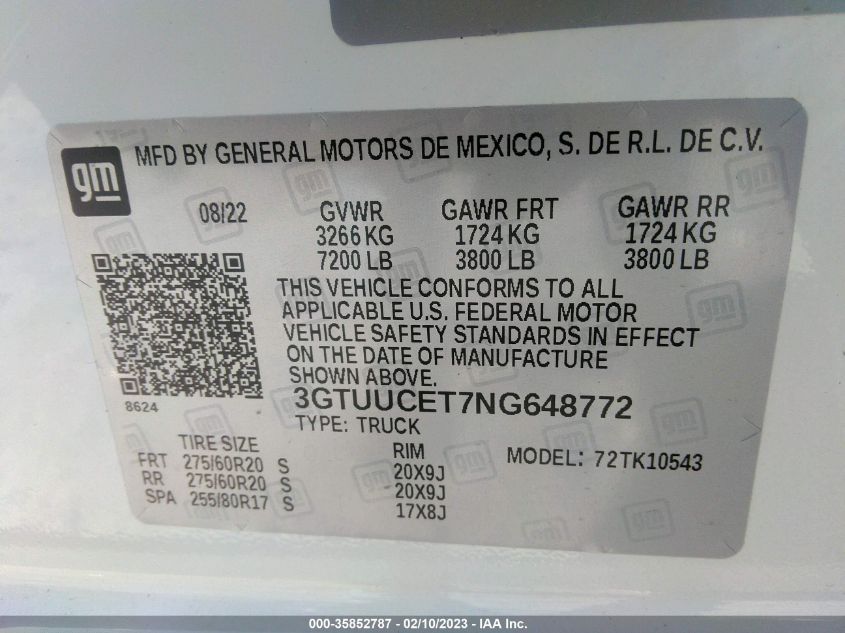 gm
MFD BY GENERAL MOTORS DE MEXICO, S. DE R.L. DE C.V.
08/22 GVWR GAWR FRT GAWR RR
3266 KG 1724 KG 1724 KG
7200 LB 3800 LB 3800 LB
THIS VEHICLE CONFORMS TO ALL
APPLICABLE U.S. FEDERAL MOTOR
VEHICLE SAFETY STANDARDS IN EFFECT
ON THE DATE OF MANUFACTURE
SHOWN ABOVE.
8624
3GTUUCET7NG648772
TYPE: TRUCK
TIRE SIZE RIM MODEL: 72TK10543
FRT 275/60R20 S 20X9J
RR 275/60R20 S 20X9J
SPA 255/80R17 S 17X8J
000-35852787 - 02/10/2023 - IAA Inc.